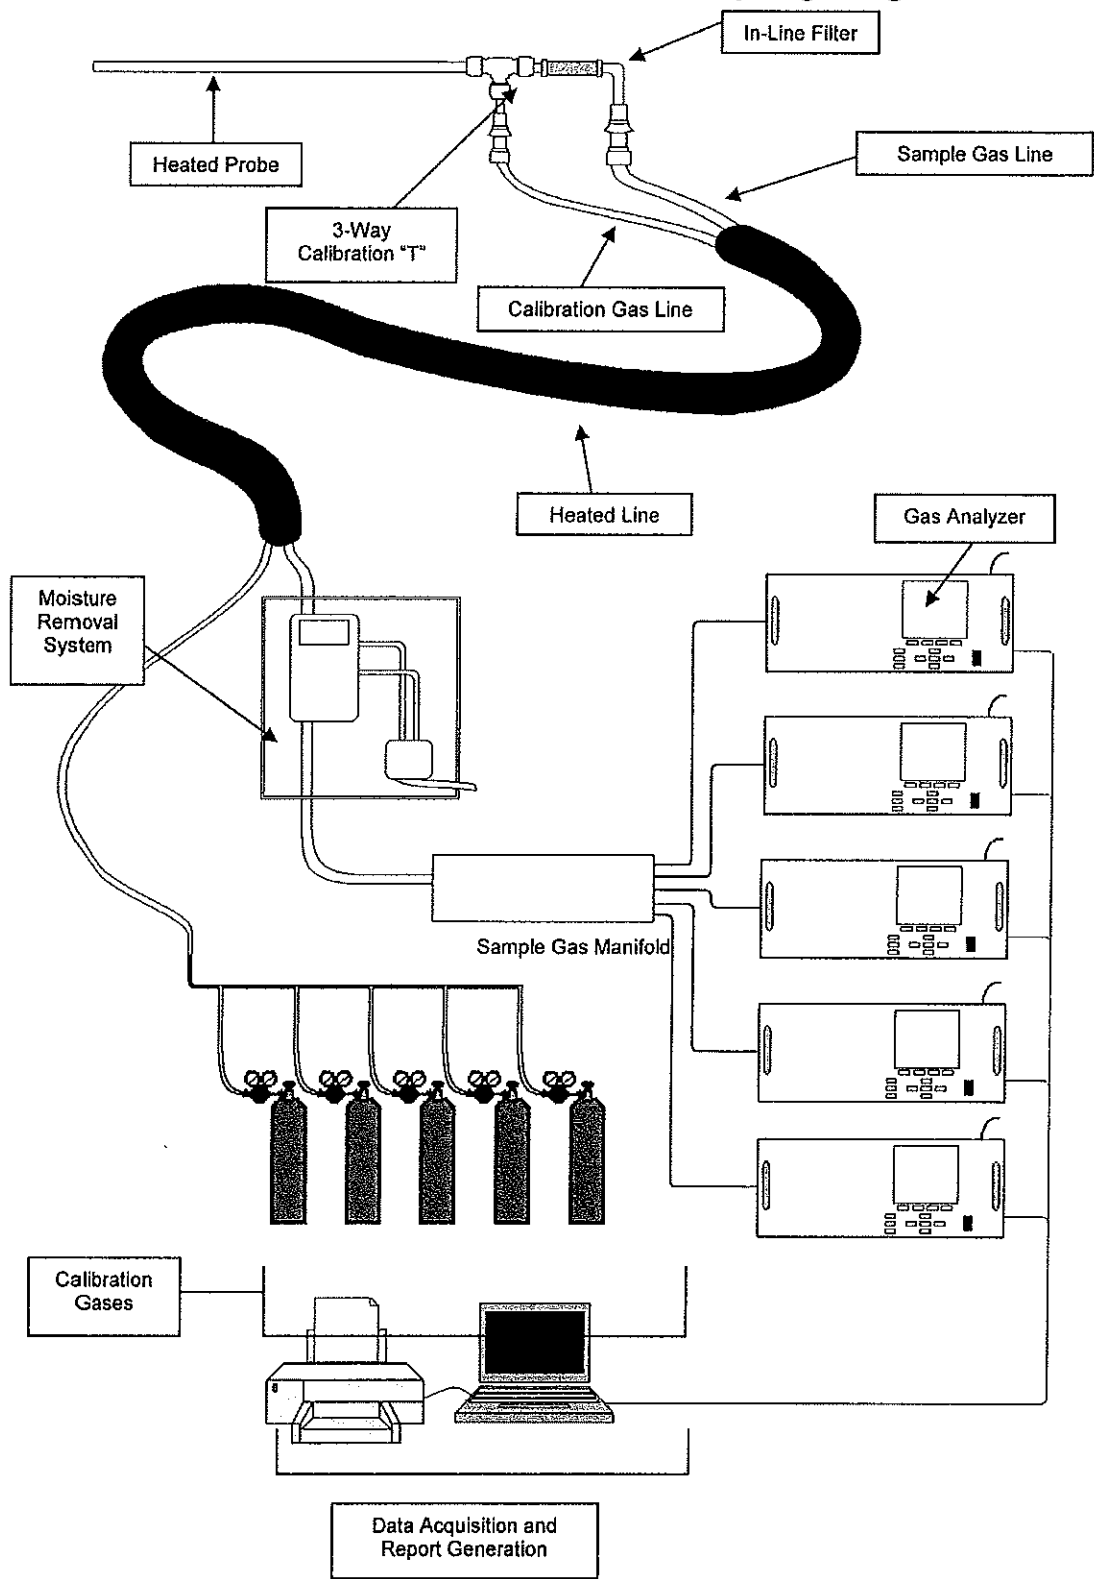 In-Line Filter
Heated Probe
Sample Gas Line
3-Way
Calibration "T"
Calibration Gas Line
Heated Line
Gas Analyzer
Moisture
Removal
System
Sample Gas Manifold
Calibration
Gases
Data Acquisition and
Report Generation